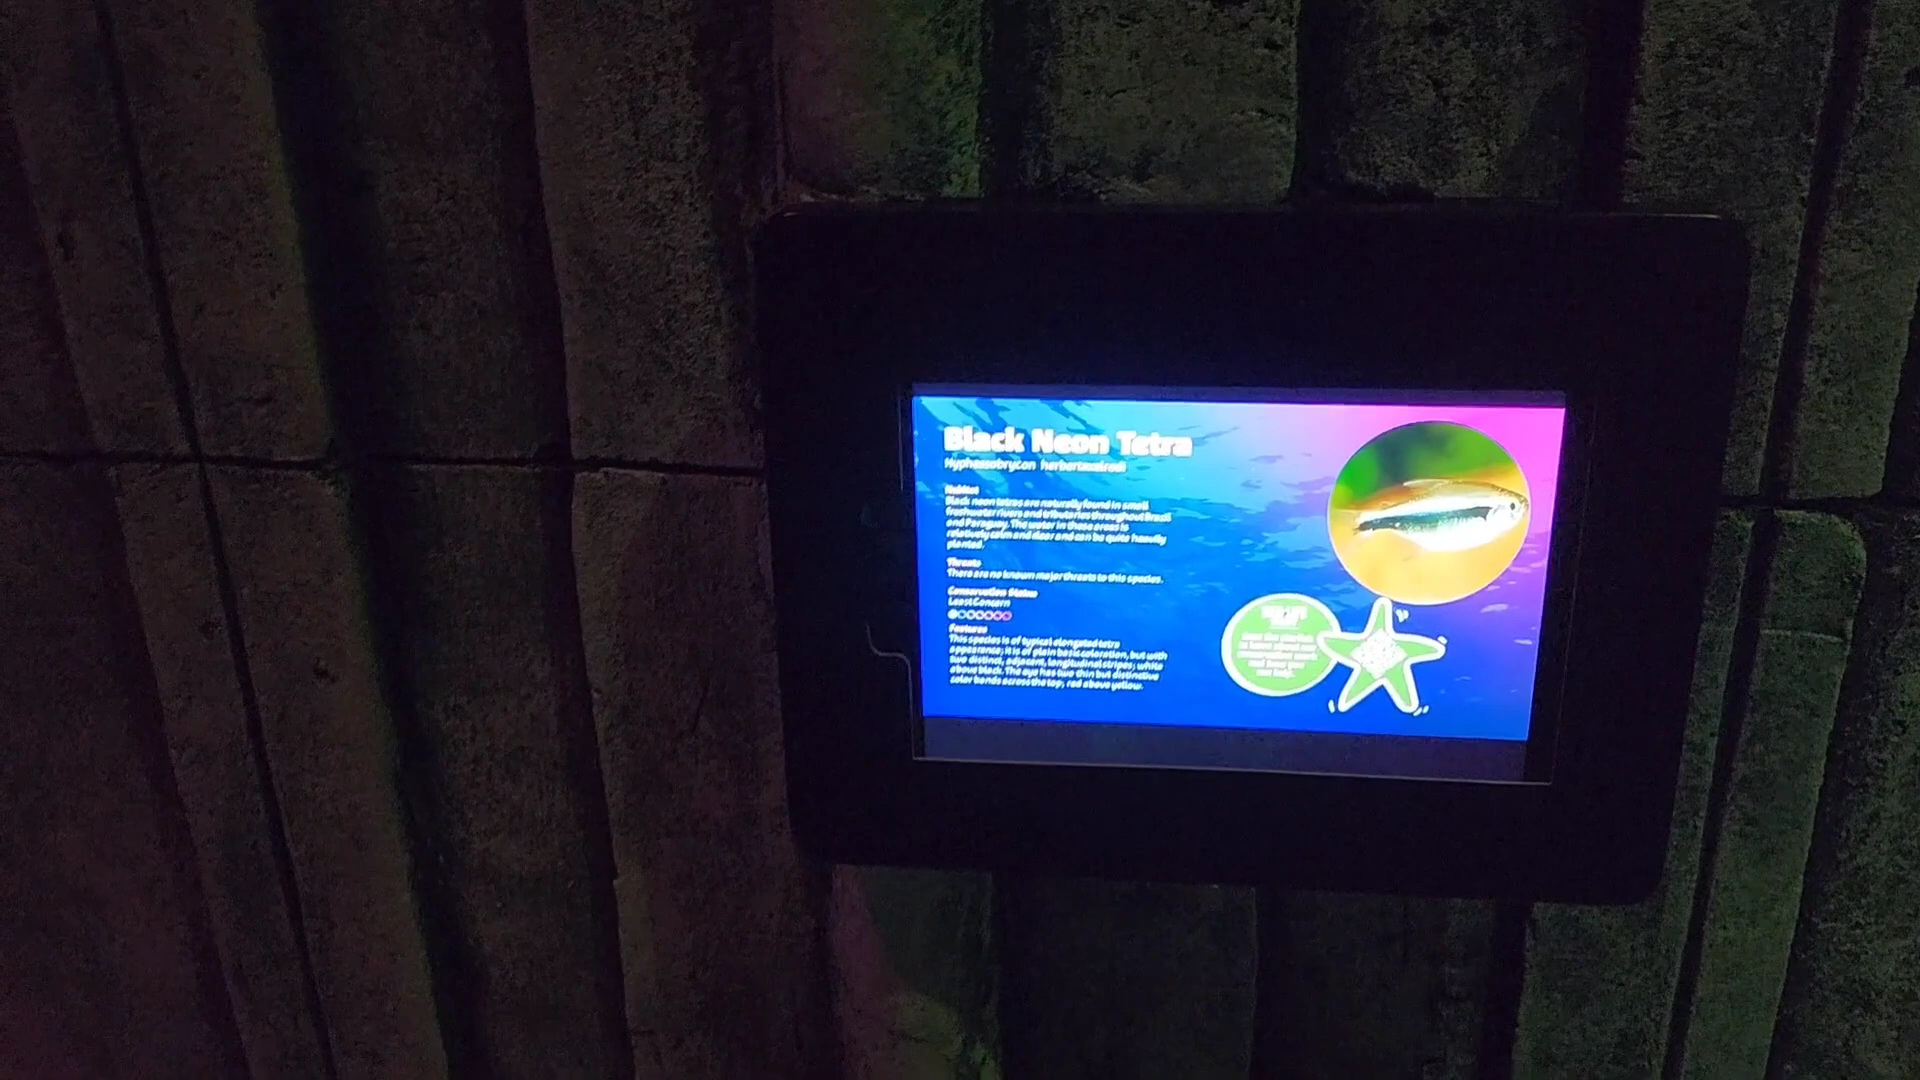 Black Neon Tetra
Hyphessobrycon herbertaxelrodi
Habitat
Black neon tetras are naturally found in small
freshwater rivers and tributaries throughout Brazil
and Paraguay. The water in these areas is
relatively calm and clear and can be quite heavily
planted.
Threats
There are no known major threats to this species.
Conservation Status
Least Concern
Features
This species is of typical elongated tetra
appearance; it is of plain basic coloration, but with
two distinct, adjacent, longitudinal stripes; white
above black. The eye has two thin but distinctive
color bands across the top, red above yellow.